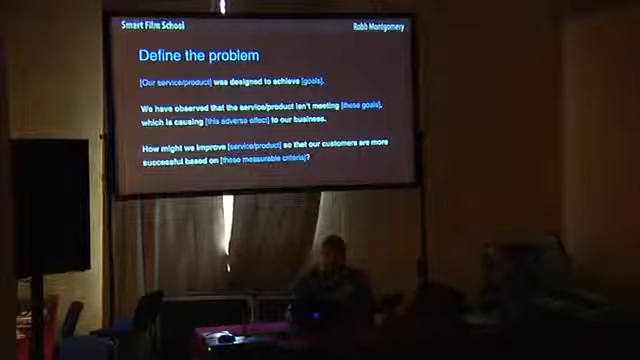 Smart Film School
Robb Montgomery
Define the problem
[Our service/product] was designed to achieve [goals].
We have observed that the service/product isn't meeting [these goals],
which is causing [this adverse effect] to our business.
How might we improve [service/product] so that our customers are more
successful based on [these measurable criteria]?